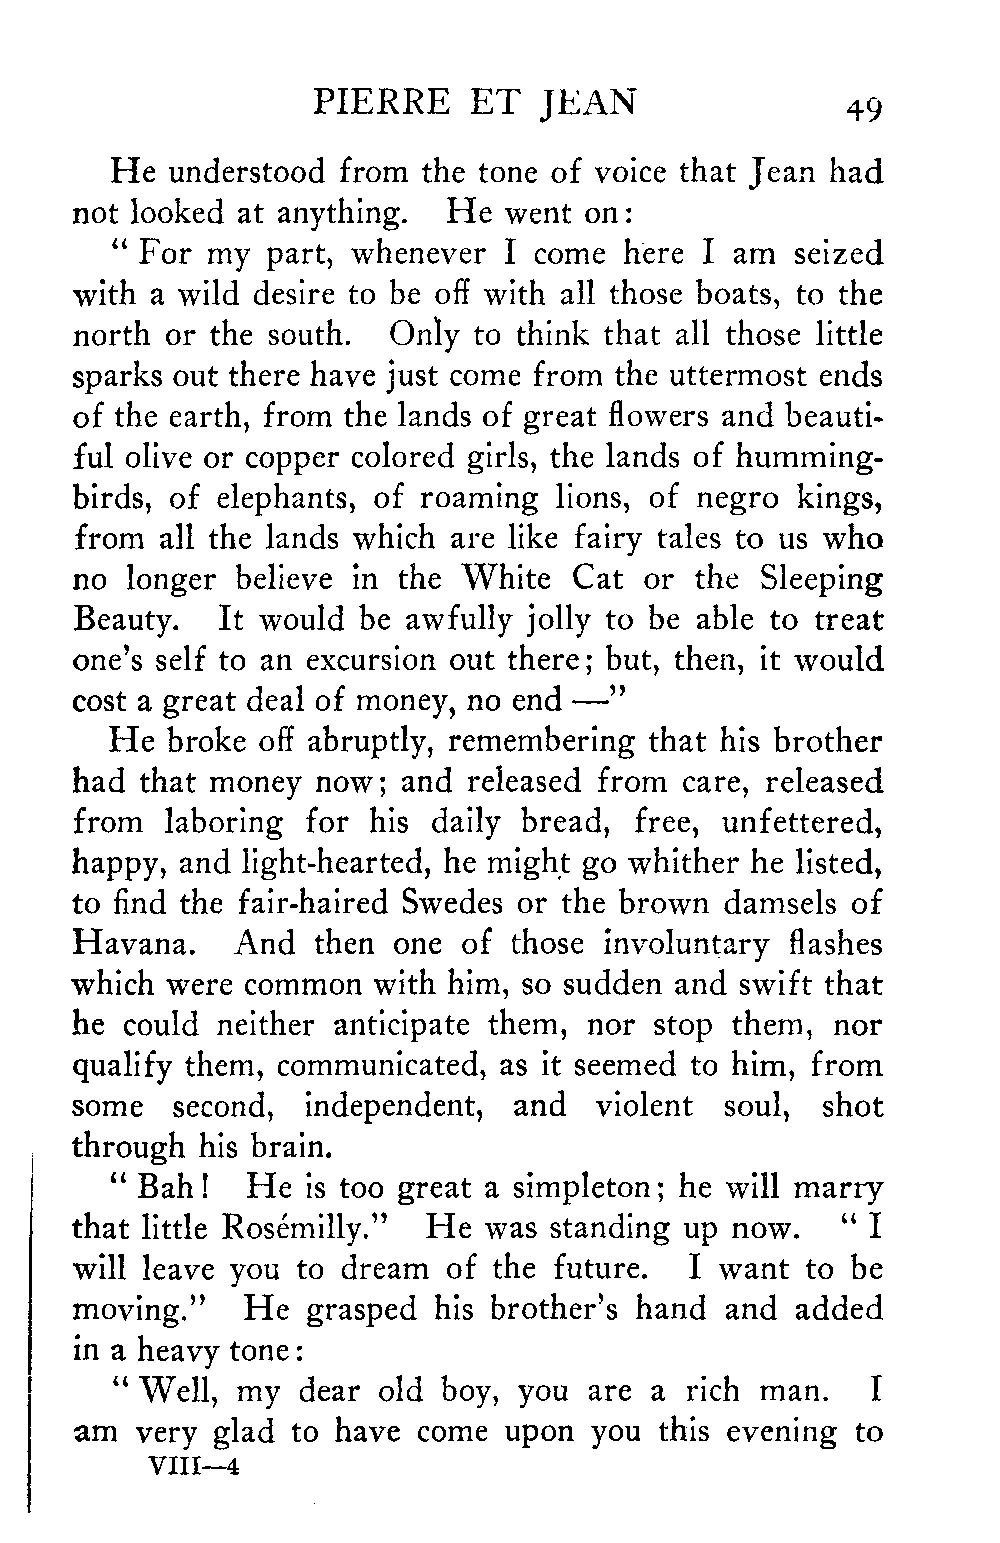 PIERRE ET JEAN 49
He understood from the tone of voice that Jean had
not looked at anything. He went on:
“ For my part, whenever I come here I am seized
with a wild desire to be off with all those boats, to the
north or the south. Only to think that all those little
sparks out there have just come from the uttermost ends
of the earth, from the lands of great flowers and beauti-
ful olive or copper colored girls, the lands of humming-
birds, of elephants, of roaming lions, of negro kings,
from all the lands which are like fairy tales to us who
no longer believe in the White Cat or the Sleeping
Beauty. It would be awfully jolly to be able to treat
one’s self to an excursion out there; but, then, it would
cost a great deal of money, no end —”
He broke off abruptly, remembering that his brother
had that money now; and released from care, released
from laboring for his daily bread, free, unfettered,
happy, and light-hearted, he might go whither he listed,
to find the fair-haired Swedes or the brown damsels of
Havana. And then one of those involuntary flashes
which were common with him, so sudden and swift that
he could neither anticipate them, nor stop them, nor
qualify them, communicated, as it seemed to him, from
some second, independent, and violent soul, shot
through his brain.
“ Bah! He is too great a simpleton; he will marry
that little Rosémilly.” He was standing up now. “ I
will leave you to dream of the future. I want to be
moving.” He grasped his brother’s hand and added
in a heavy tone:
“ Well, my dear old boy, you are a rich man. I
am very glad to have come upon you this evening to
VIII—4